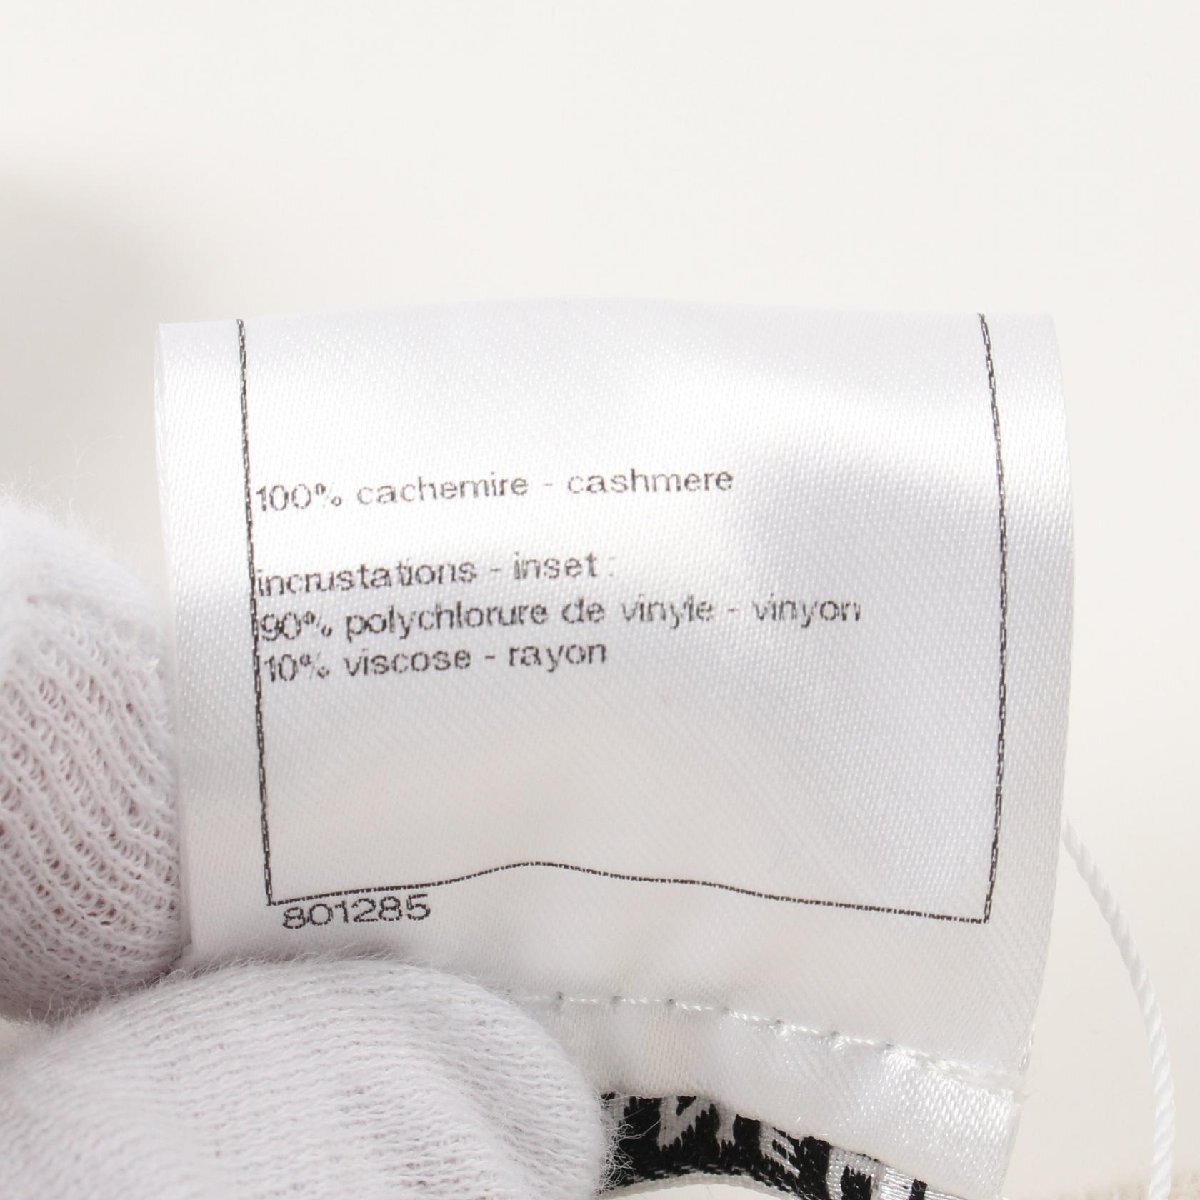 100% cachemire - cashmere
incrustations - inset :
90% polychlorure de vinyle - vinyon
10% viscose - rayon
801285